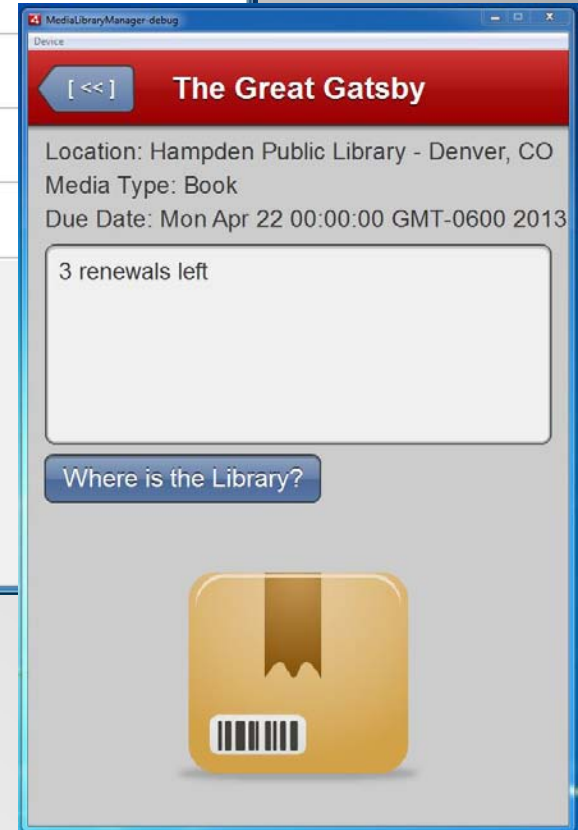 MediaLibraryManager-debug
Device
[ << ]
The Great Gatsby
Location: Hampden Public Library - Denver, CO
Media Type: Book
Due Date: Mon Apr 22 00:00:00 GMT-0600 2013
3 renewals left
Where is the Library?